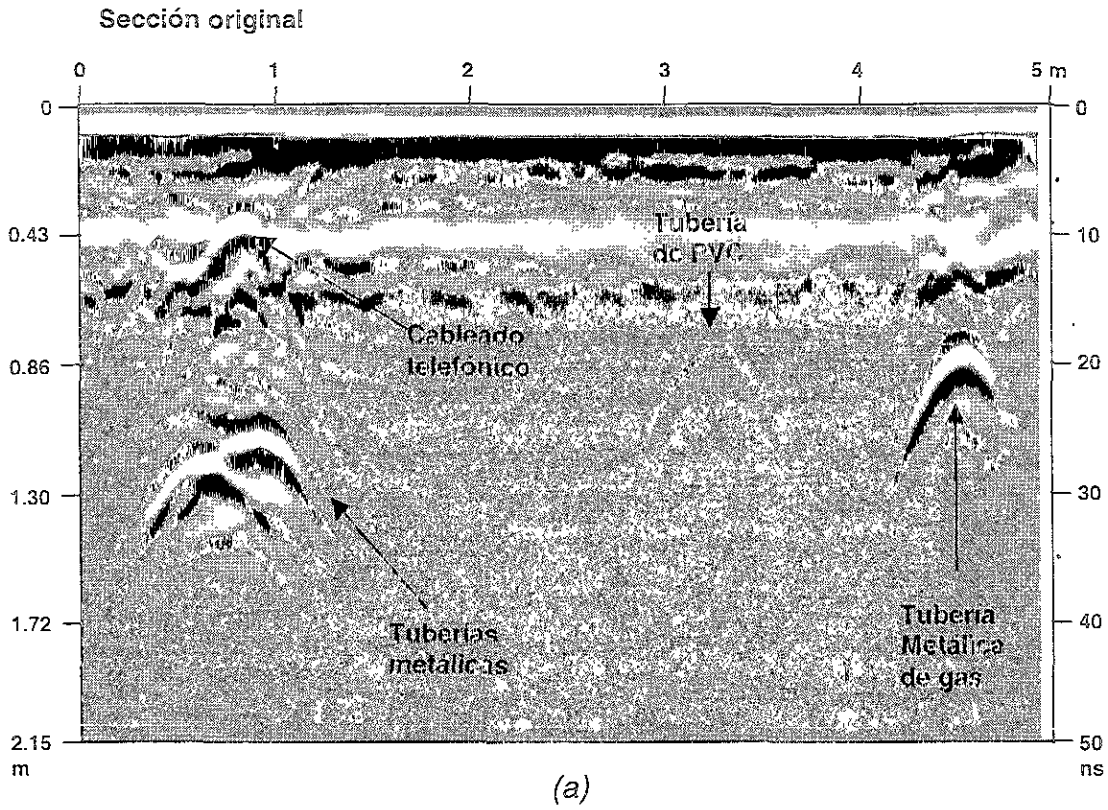 Sección original
0 1 2 3 4 5 m
0 0
0.43 10
Tubería
de PVC
Cableado
telefónico
0.86 20
1.30 30
1.72 40
Tuberías
metálicas
Tubería
Metálica
de gas
2.15 50
m ns
(a)